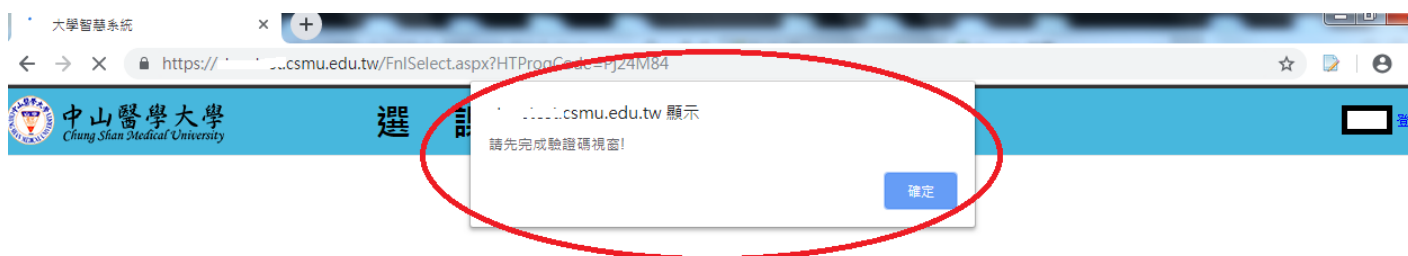 大學智慧系統
https://
.csmu.edu.tw/FnlSelect.aspx?HTProgCode=Pj24M84
中山醫學大學
Chung Shan Medical University
選
.csmu.edu.tw 顯示
請先完成驗證碼視窗!
確定